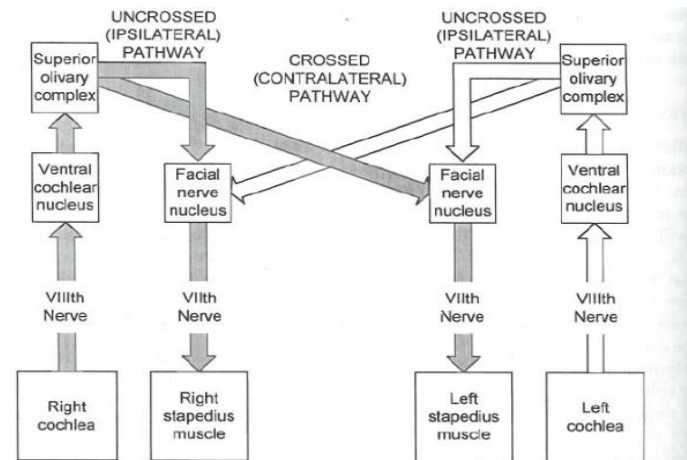 UNCROSSED
(IPSILATERAL)
PATHWAY
UNCROSSED
(IPSILATERAL)
PATHWAY
CROSSED
(CONTRALATERAL)
PATHWAY
Superior
olivary
complex
Superior
olivary
complex
Ventral
cochlear
nucleus
Facial
nerve
nucleus
Facial
nerve
nucleus
Ventral
cochlear
nucleus
VIIIth
Nerve
VIIth
Nerve
VIIth
Nerve
VIIIth
Nerve
Right
cochlea
Right
stapedius
muscle
Left
stapedius
muscle
Left
cochlea